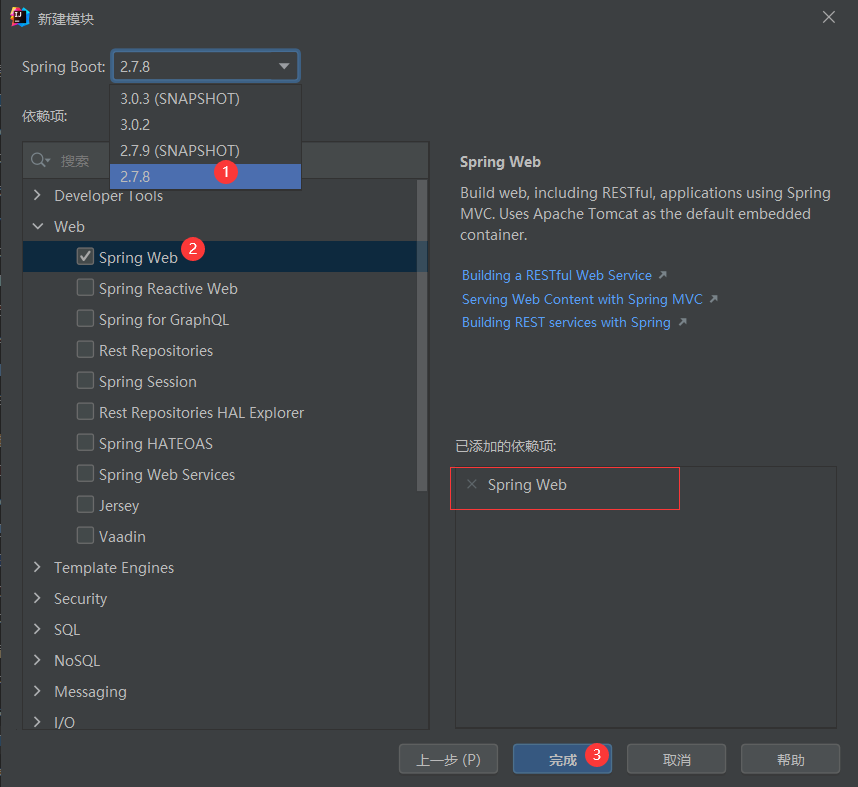 新建模块
Spring Boot: 2.7.8
3.0.3 (SNAPSHOT)
3.0.2
2.7.9 (SNAPSHOT)
2.7.8 1
依赖项:
搜索
Developer Tools
Web
Spring Web 2
Spring Reactive Web
Spring for GraphQL
Rest Repositories
Spring Session
Rest Repositories HAL Explorer
Spring HATEOAS
Spring Web Services
Jersey
Vaadin
Template Engines
Security
SQL
NoSQL
Messaging
I/O
Spring Web
Build web, including RESTful, applications using Spring
MVC. Uses Apache Tomcat as the default embedded
container.
Building a RESTful Web Service
Serving Web Content with Spring MVC
Building REST services with Spring
已添加的依赖项:
Spring Web
上一步 (P) 完成 3 取消 帮助